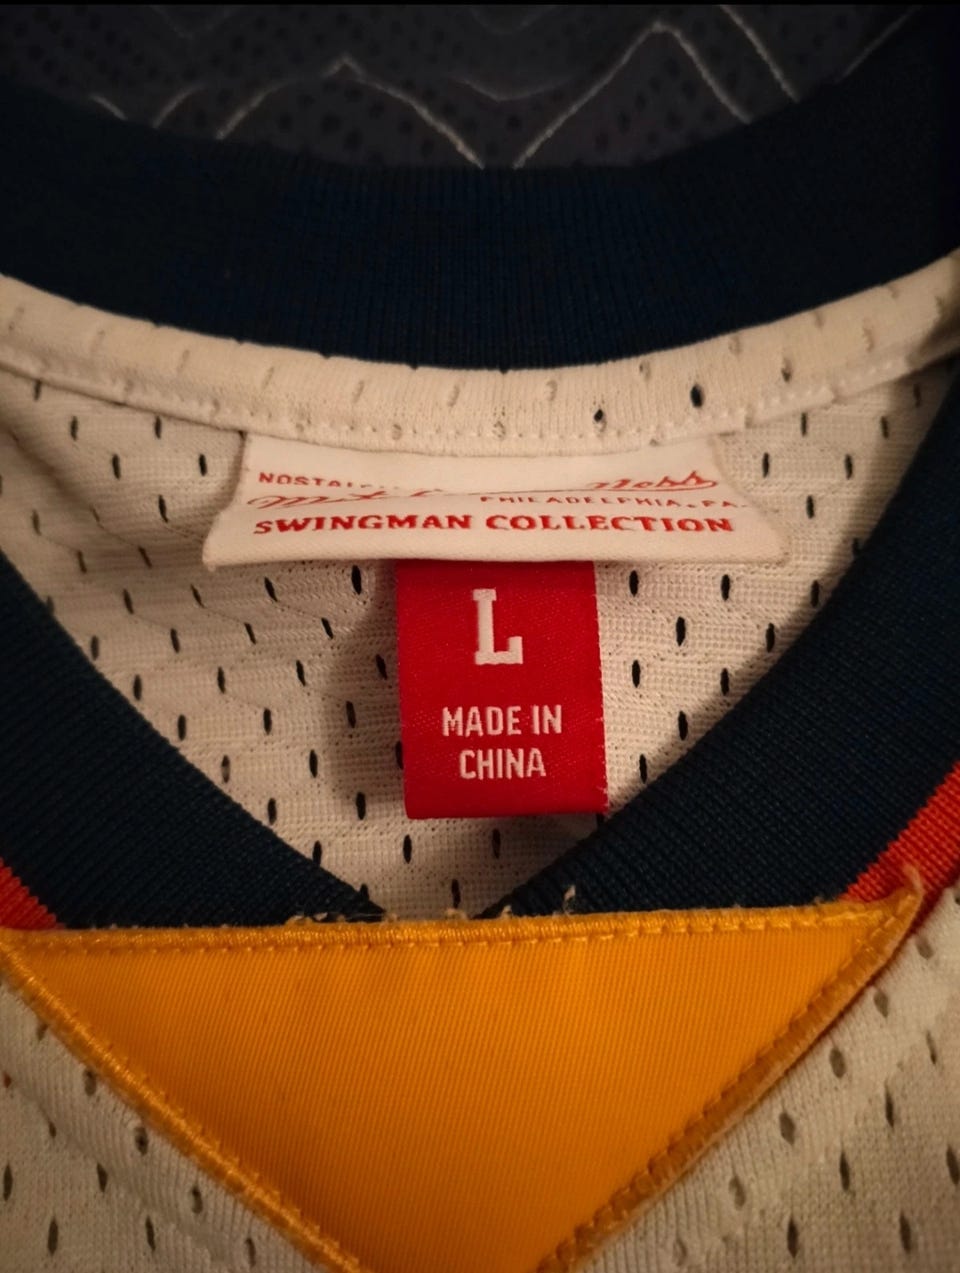 PHILADELPHIA, PA.
SWINGMAN COLLECTION
L
MADE IN
CHINA